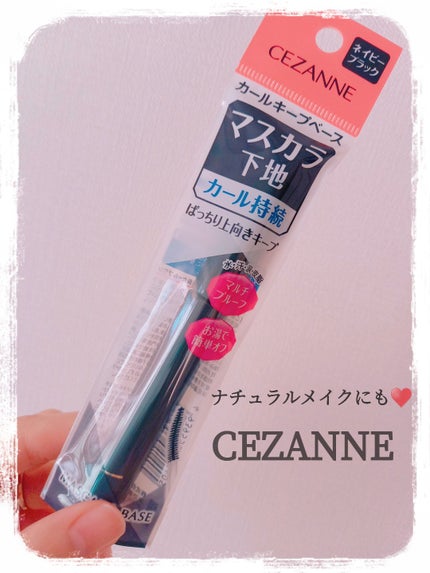 CEZANNE
ネイビー
ブラック
カールキープベース
マスカラ
下地
カール持続
ぱっちり上向きキープ
マルチ
プルーフ
お湯で
簡単オフ
BASE
ナチュラルメイクにも❤
CEZANNE